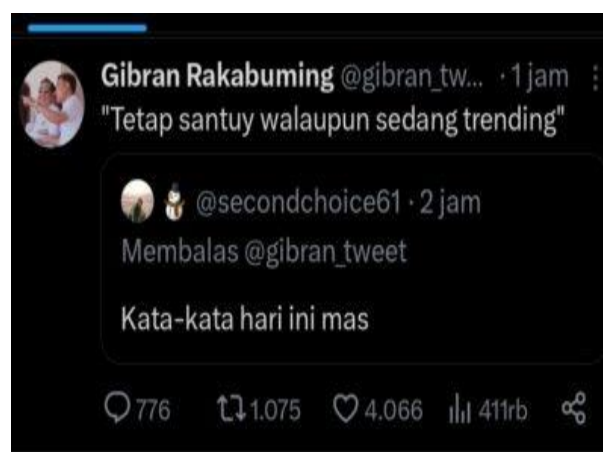 Gibran Rakabuming @gibran_tw... · 1 jam
"Tetap santuy walaupun sedang trending"
@secondchoice61 · 2 jam
Membalas @gibran_tweet
Kata-kata hari ini mas
776 1.075 4.066 411rb